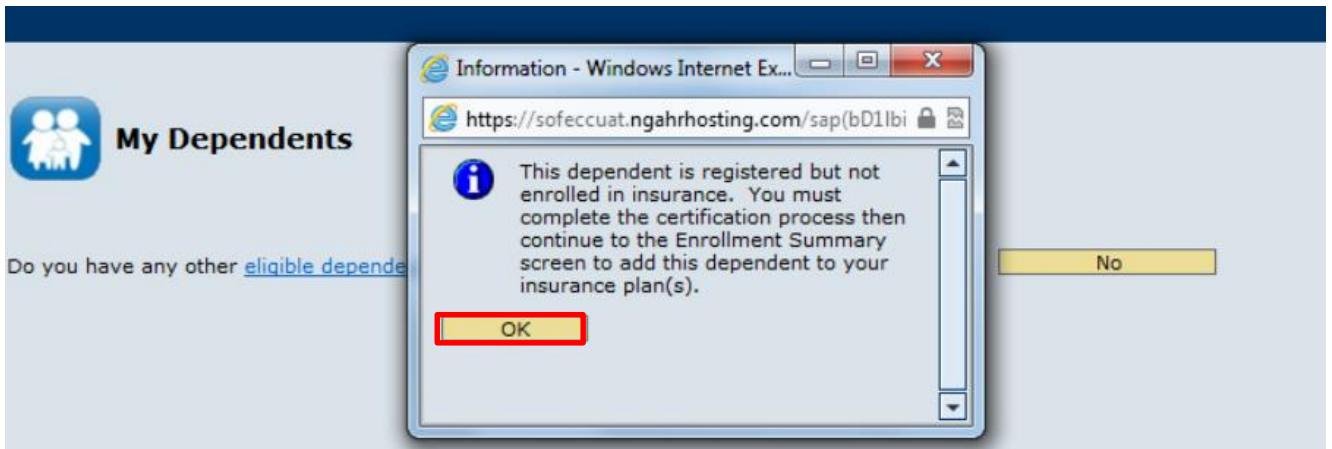 Information - Windows Internet Ex...
https://sofeccuat.ngahrhosting.com/sap(bD1lbi
My Dependents
This dependent is registered but not
enrolled in insurance. You must
complete the certification process then
continue to the Enrollment Summary
screen to add this dependent to your
insurance plan(s).
Do you have any other eligible depende
No
OK